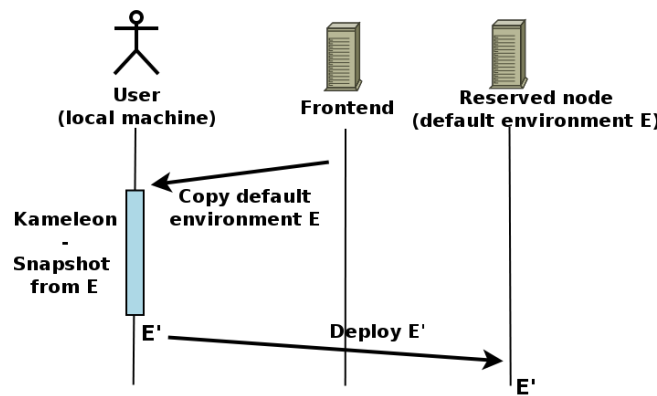 User
(local machine)
Frontend
Reserved node
(default environment E)
Copy default
environment E
Kameleon
-
Snapshot
from E
E'
Deploy E'
E'